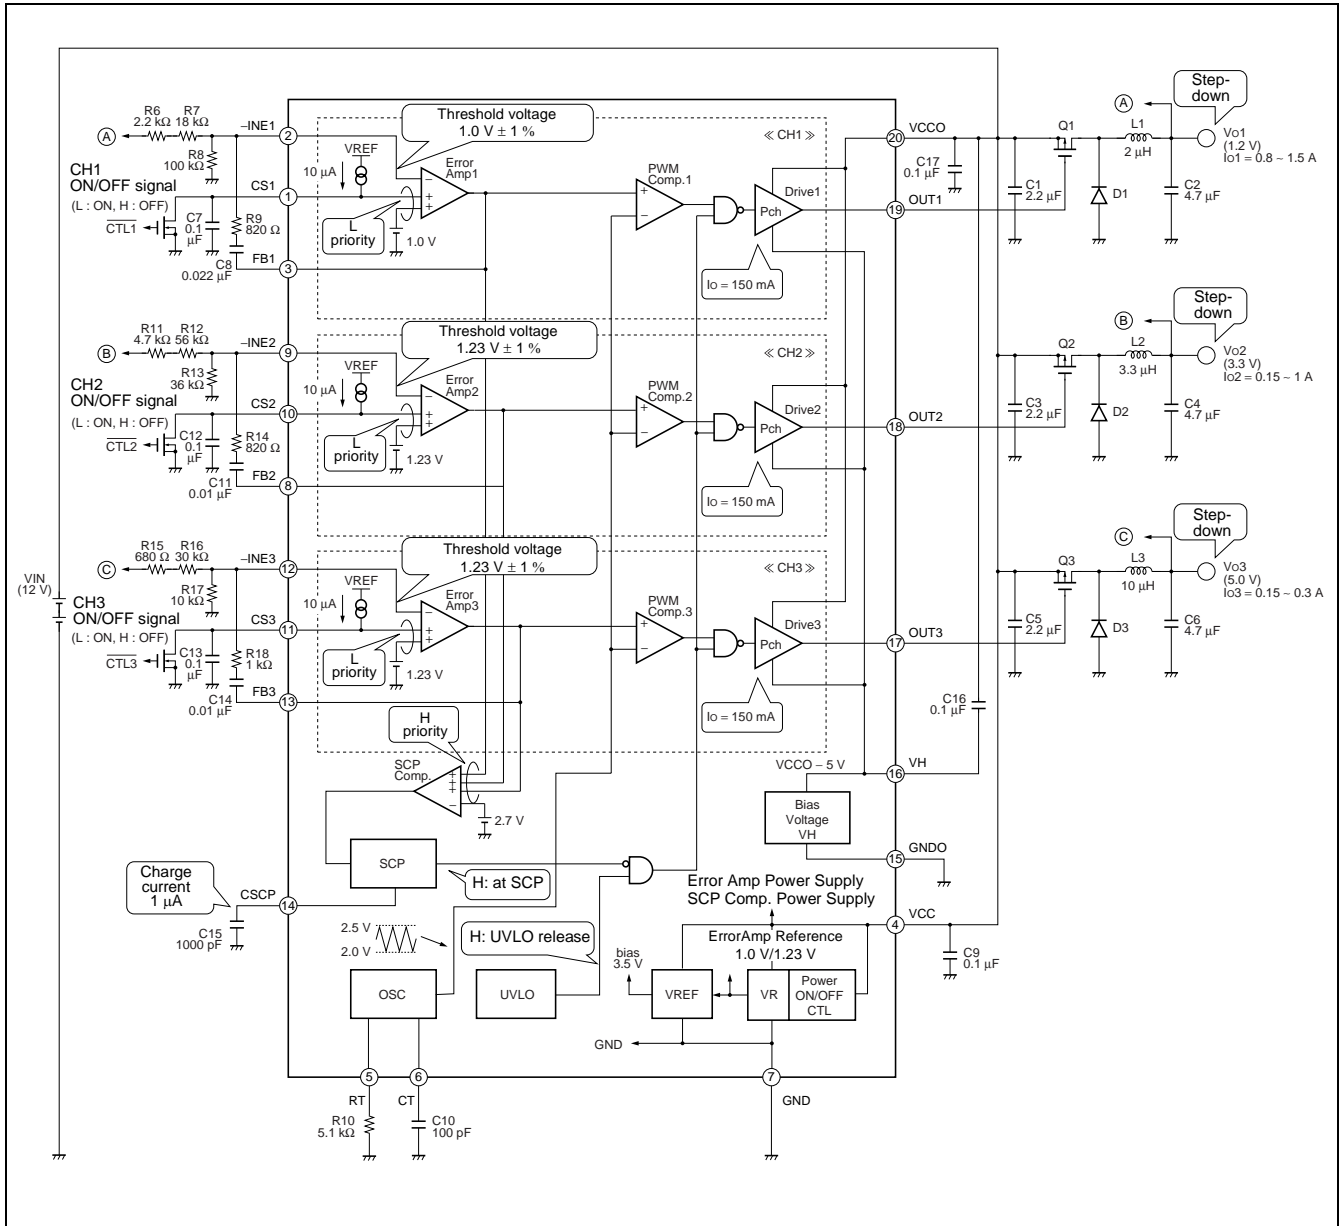 Step-
down
A
L1
2 µH
Q1
VO1
(1.2 V)
IO1 = 0.8 ~ 1.5 A
C1
2.2 µF
D1
C2
4.7 µF
C17
0.1 µF
VCCO
20
OUT1
19
R6
2.2 kΩ
R7
18 kΩ
A
R8
100 kΩ
–INE1
2
CH1
ON/OFF signal
(L : ON, H : OFF)
CTL1
CS1
1
C7
0.1
µF
R9
820 Ω
C8
0.022 µF
FB1
3
Threshold voltage
1.0 V ± 1 %
VREF
10 µA
Error
Amp1
–
+
+
L
priority
1.0 V
<< CH1 >>
PWM
Comp.1
+
–
Drive1
Pch
IO = 150 mA
Step-
down
B
L2
3.3 µH
Q2
VO2
(3.3 V)
IO2 = 0.15 ~ 1 A
C3
2.2 µF
D2
C4
4.7 µF
OUT2
18
R11
4.7 kΩ
R12
56 kΩ
B
R13
36 kΩ
–INE2
9
CH2
ON/OFF signal
(L : ON, H : OFF)
CTL2
CS2
10
C12
0.1
µF
R14
820 Ω
C11
0.01 µF
FB2
8
Threshold voltage
1.23 V ± 1 %
VREF
10 µA
Error
Amp2
–
+
+
L
priority
1.23 V
<< CH2 >>
PWM
Comp.2
+
–
Drive2
Pch
IO = 150 mA
Step-
down
C
L3
10 µH
Q3
VO3
(5.0 V)
IO3 = 0.15 ~ 0.3 A
C5
2.2 µF
D3
C6
4.7 µF
OUT3
17
VIN
(12 V)
R15
680 Ω
R16
30 kΩ
C
R17
10 kΩ
–INE3
12
CH3
ON/OFF signal
(L : ON, H : OFF)
CTL3
CS3
11
C13
0.1
µF
R18
1 kΩ
C14
0.01 µF
FB3
13
Threshold voltage
1.23 V ± 1 %
VREF
10 µA
Error
Amp3
–
+
+
L
priority
1.23 V
<< CH3 >>
PWM
Comp.3
+
–
Drive3
Pch
IO = 150 mA
C16
0.1 µF
H
priority
SCP
Comp.
+
+
+
–
2.7 V
VCCO – 5 V
VH
16
Bias
Voltage
VH
GNDO
15
SCP
H: at SCP
Charge
current
1 µA
CSCP
14
C15
1000 pF
Error Amp Power Supply
SCP Comp. Power Supply
VCC
4
C9
0.1 µF
2.5 V
2.0 V
H: UVLO release
OSC
UVLO
bias
3.5 V
ErrorAmp Reference
1.0 V/1.23 V
VREF
VR
Power
ON/OFF
CTL
GND
5
RT
6
CT
7
GND
R10
5.1 kΩ
C10
100 pF